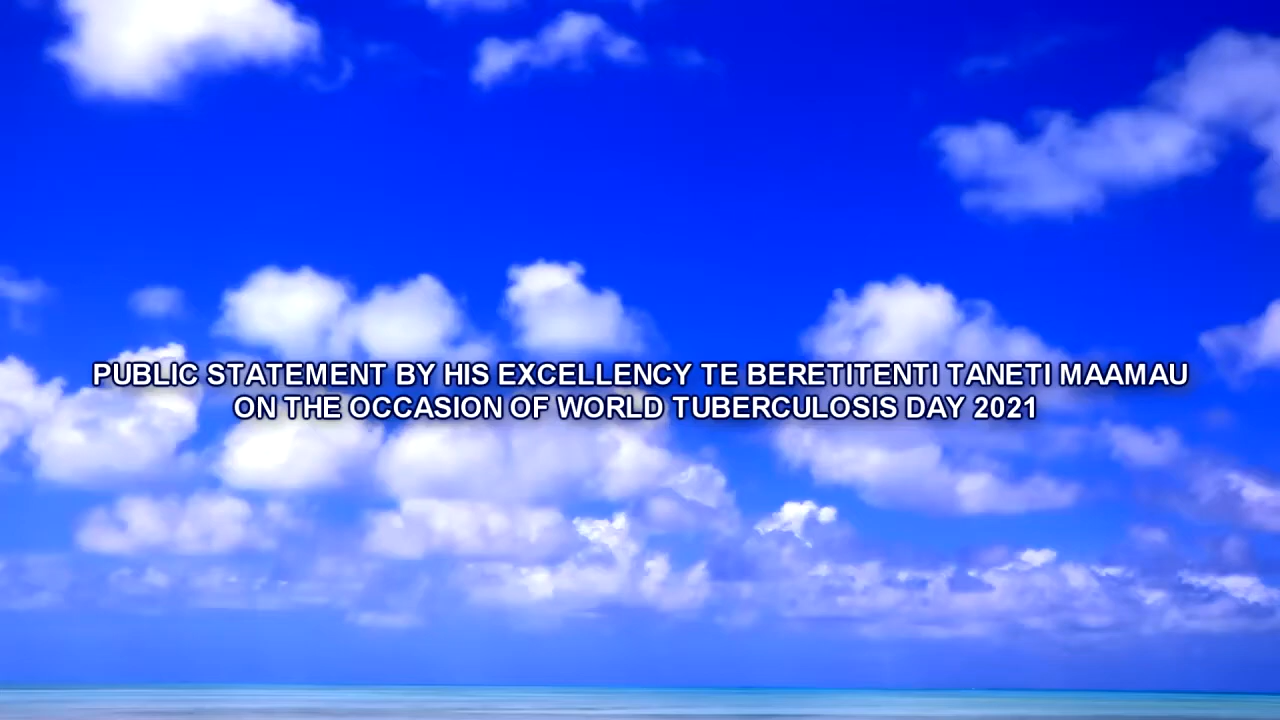 PUBLIC STATEMENT BY HIS EXCELLENCY TE BERETITENTI TANETI MAAMAU
ON THE OCCASION OF WORLD TUBERCULOSIS DAY 2021